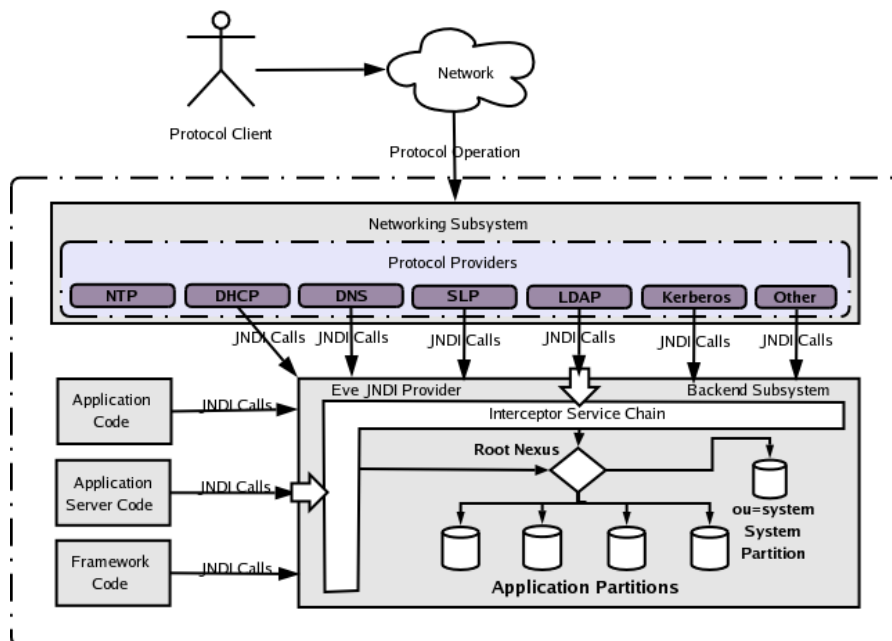 Network
Protocol Client
Protocol Operation
Networking Subsystem
Protocol Providers
NTP
DHCP
DNS
SLP
LDAP
Kerberos
Other
JNDI Calls
JNDI Calls
JNDI Calls
JNDI Calls
JNDI Calls
JNDI Calls
Eve JNDI Provider
Backend Subsystem
Application
Code
JNDI Calls
Interceptor Service Chain
Root Nexus
Application
Server Code
JNDI Calls
ou=system
System
Partition
Framework
Code
JNDI Calls
Application Partitions